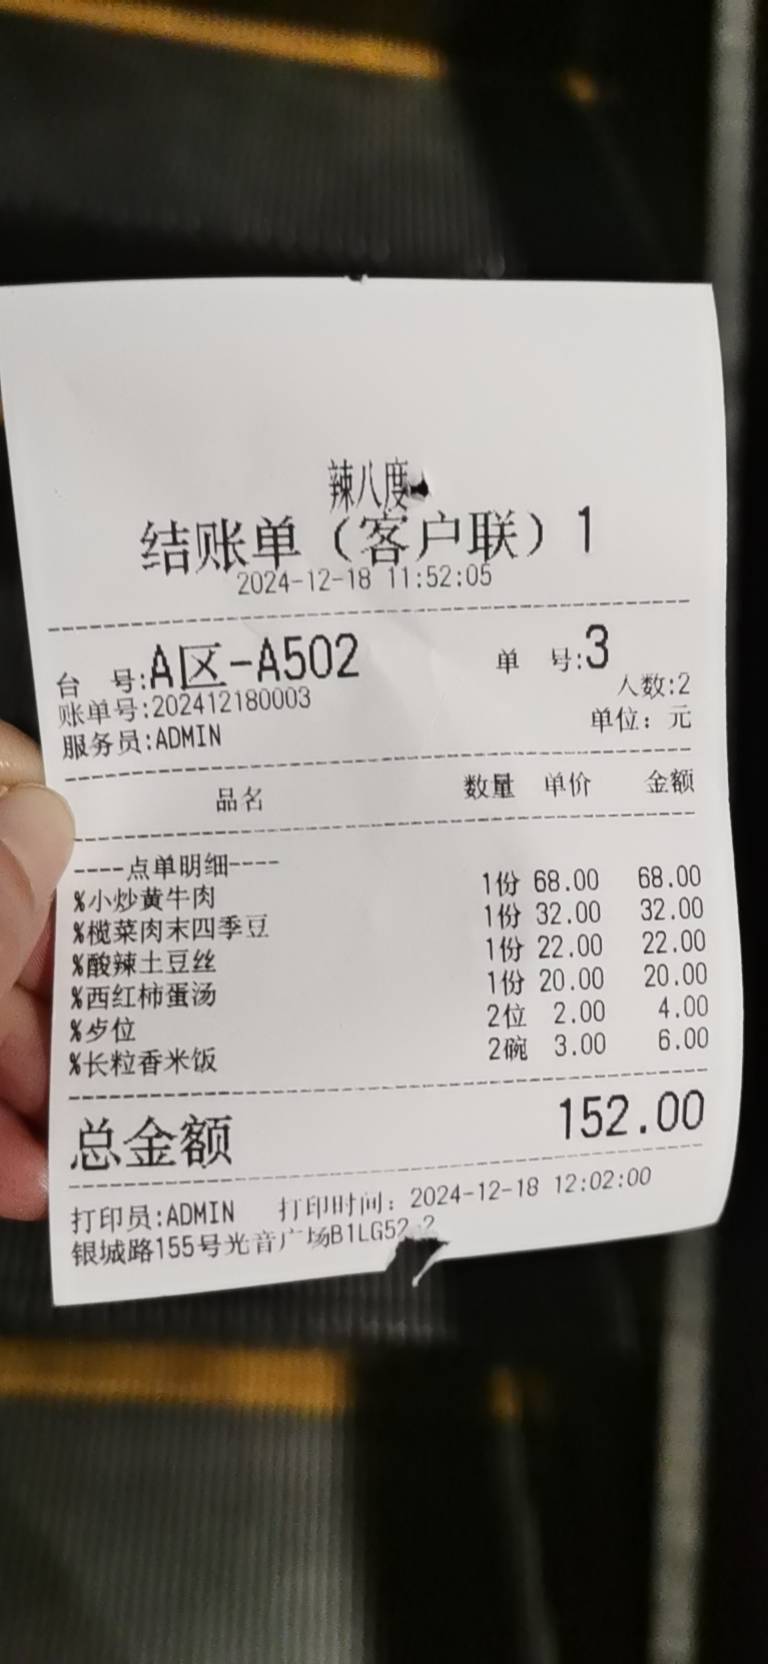 辣八度
结账单（客户联）1
2024-12-18 11:52:05
台 号:A区-A502 单 号:3
账单号:202412180003 人数:2
服务员:ADMIN 单位：元
品名 数量 单价 金额
----点单明细----
%小炒黄牛肉 1份 68.00 68.00
%榄菜肉末四季豆 1份 32.00 32.00
%酸辣土豆丝 1份 22.00 22.00
%西红柿蛋汤 1份 20.00 20.00
%歺位 2位 2.00 4.00
%长粒香米饭 2碗 3.00 6.00
总金额 152.00
打印员:ADMIN 打印时间：2024-12-18 12:02:00
银城路155号光音广场